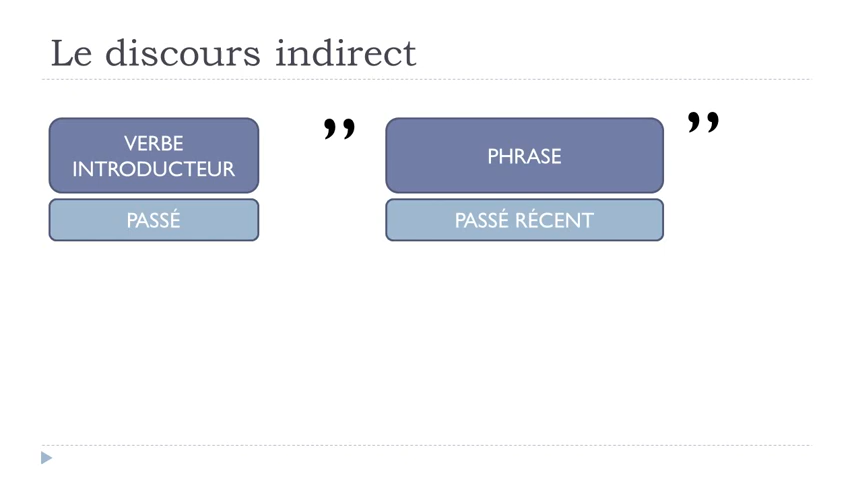 Le discours indirect
VERBE
INTRODUCTEUR
”
PHRASE
”
PASSÉ
PASSÉ RÉCENT